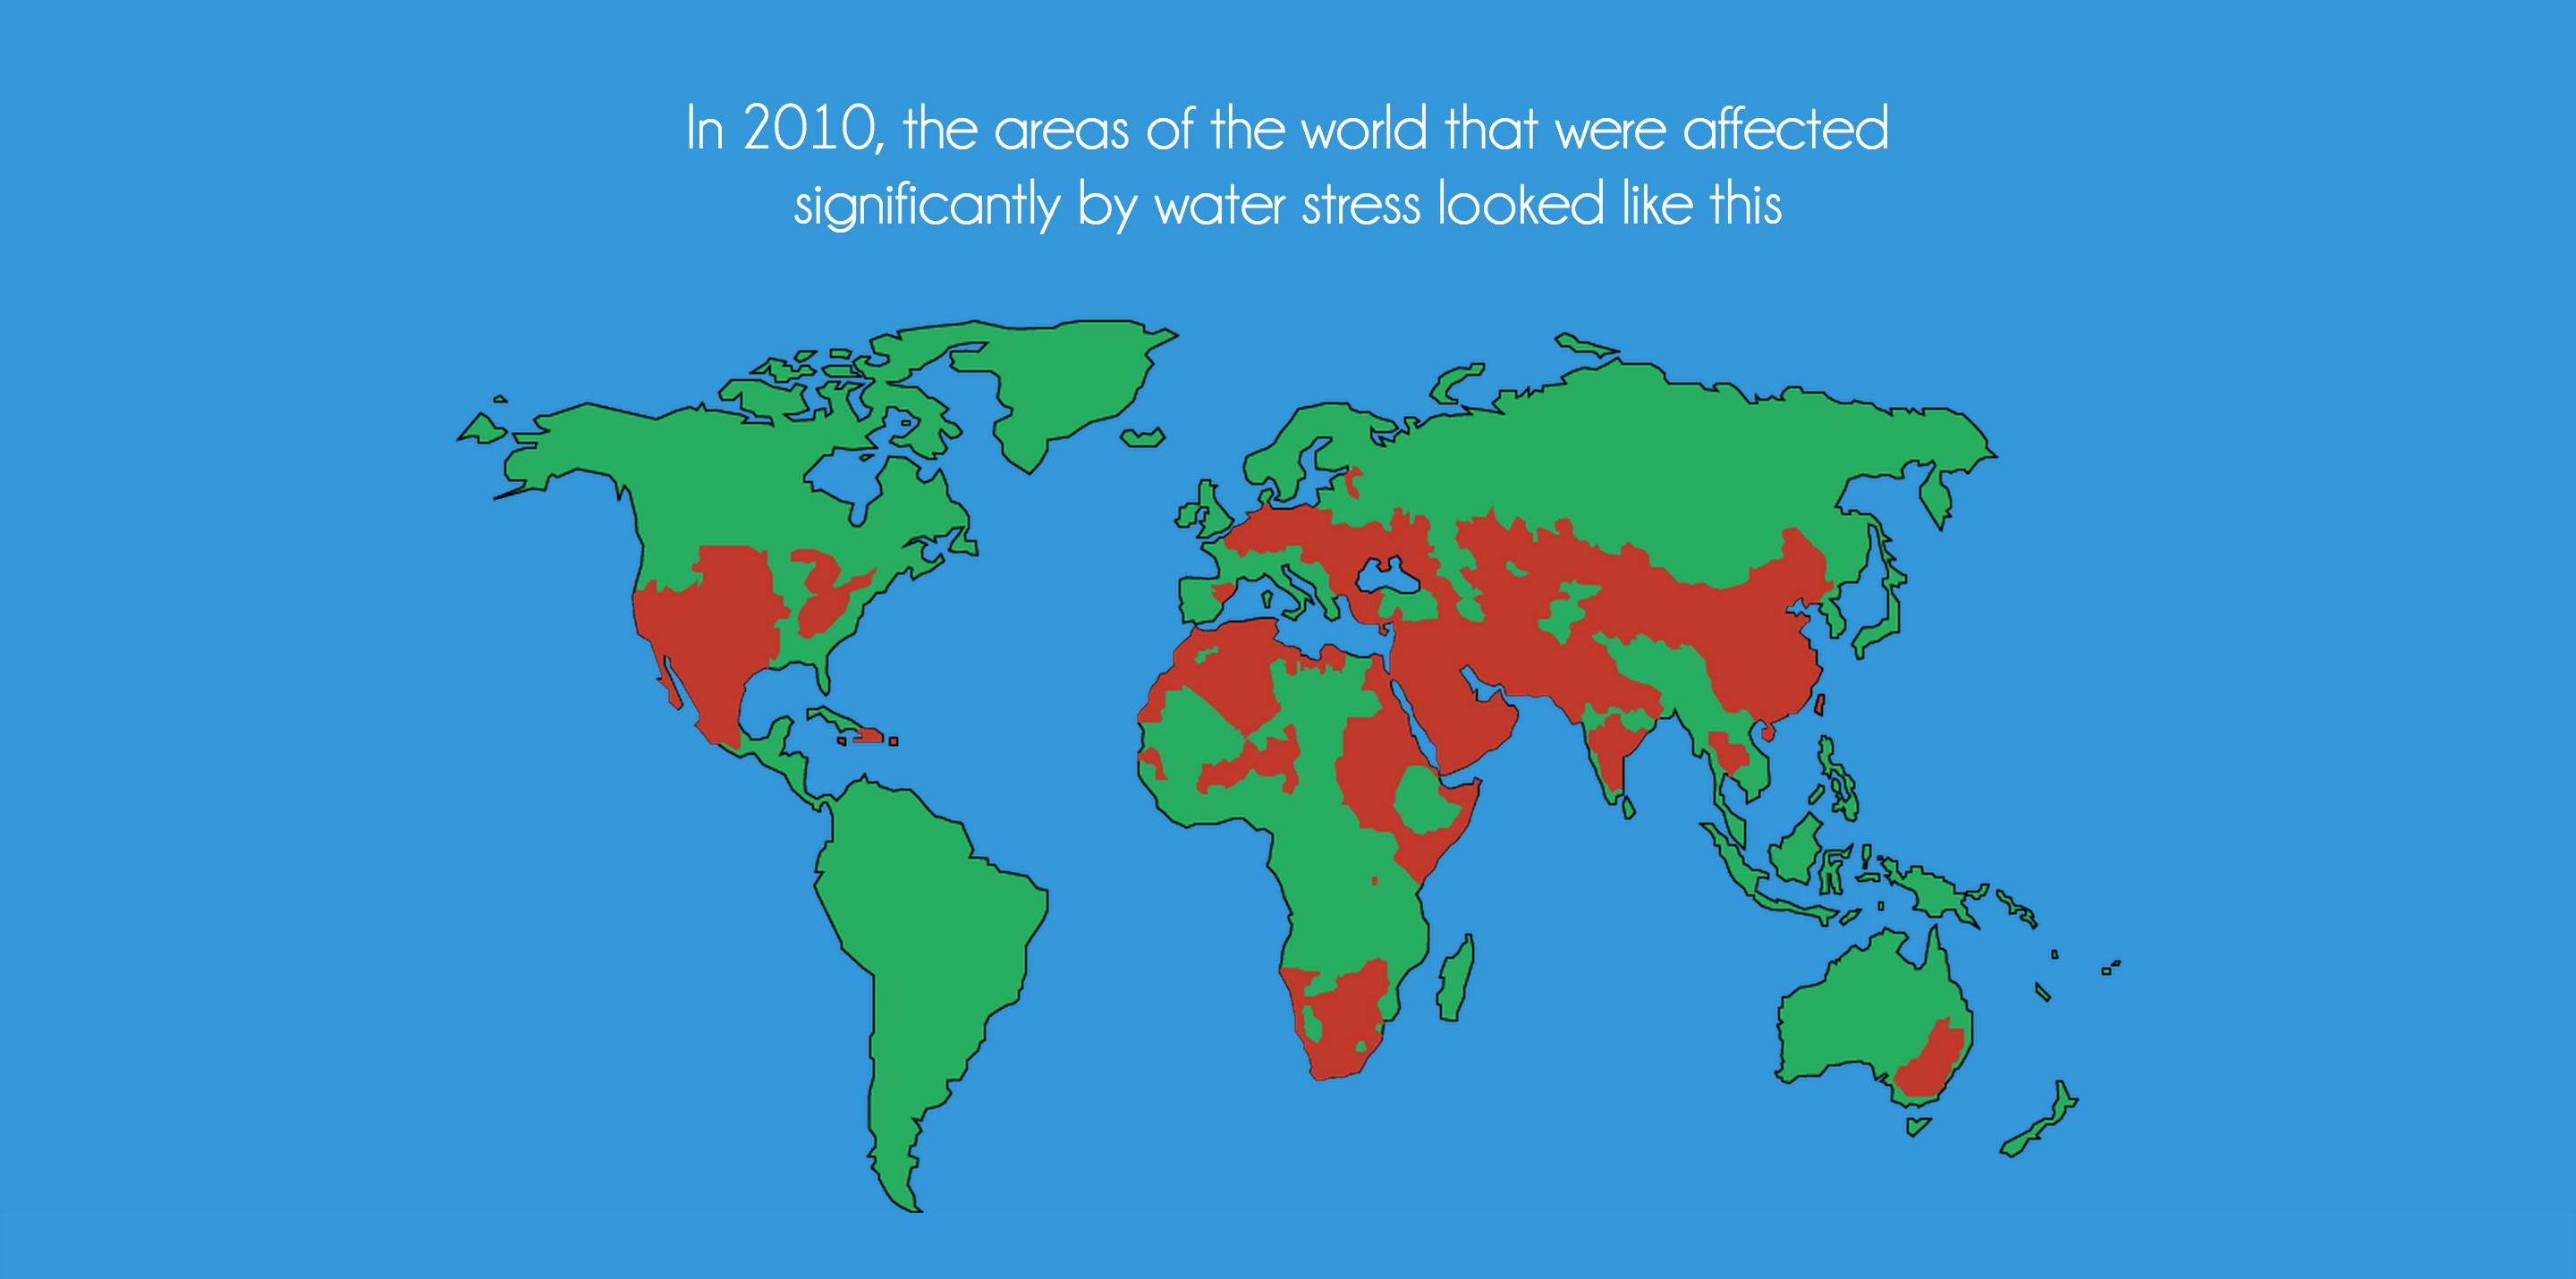 In 2010, the areas of the world that were affected
significantly by water stress looked like this